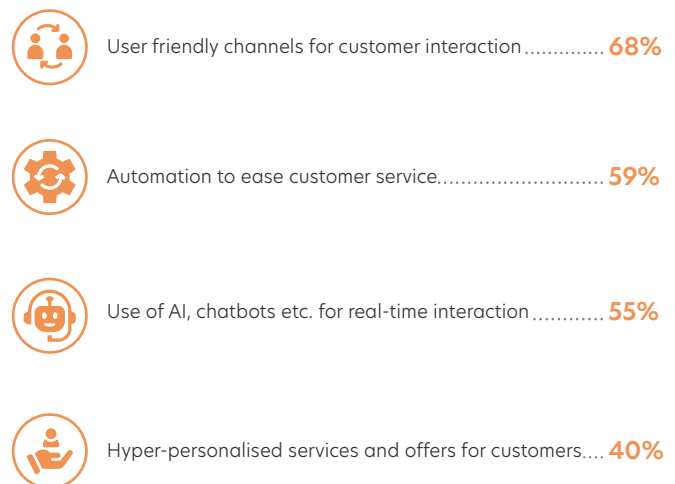 User friendly channels for customer interaction.............. 68%
Automation to ease customer service............................ 59%
Use of AI, chatbots etc. for real-time interaction............ 55%
Hyper-personalised services and offers for customers.... 40%